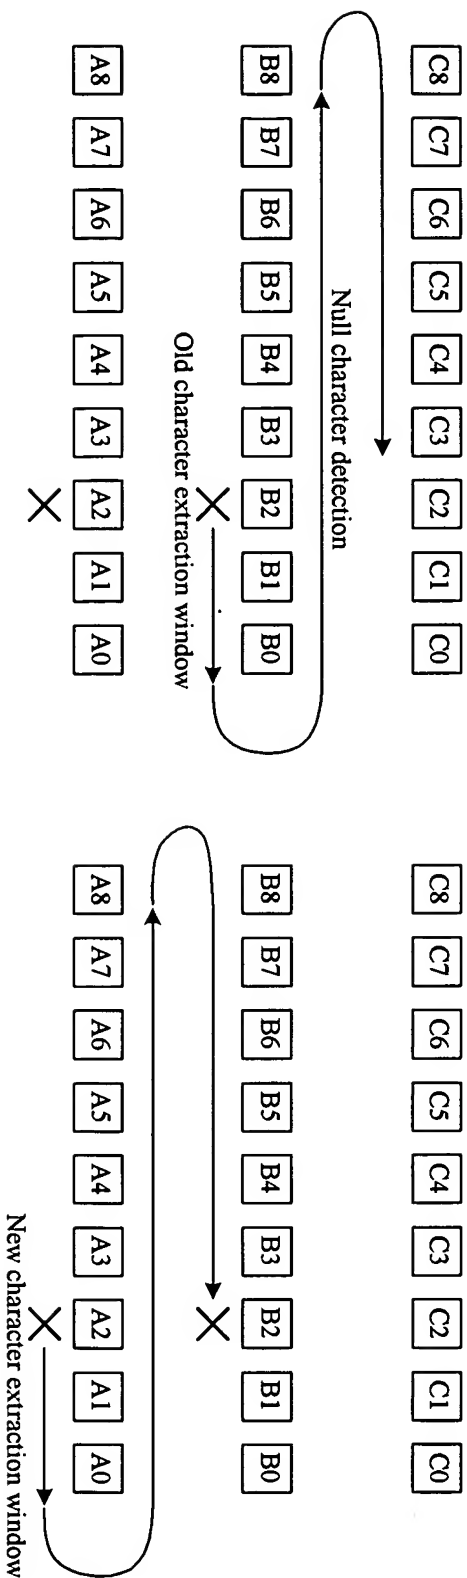 C8 C7 C6 C5 C4 C3 C2 C1 C0 C8 C7 C6 C5 C4 C3 C2 C1 C0
Null character detection
B8 B7 B6 B5 B4 B3 B2 B1 B0 B8 B7 B6 B5 B4 B3 B2 B1 B0
Old character extraction window
A8 A7 A6 A5 A4 A3 A2 A1 A0 A8 A7 A6 A5 A4 A3 A2 A1 A0
New character extraction window